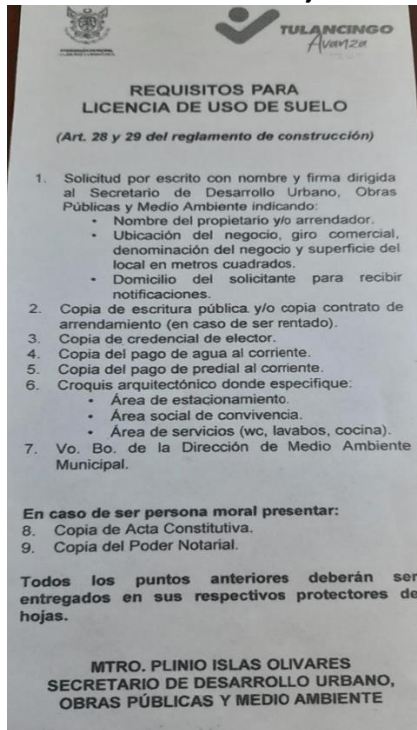 TULANCINGO
Avanza
REQUISITOS PARA
LICENCIA DE USO DE SUELO
(Art. 28 y 29 del reglamento de construcción)
1. Solicitud por escrito con nombre y firma dirigida
al Secretario de Desarrollo Urbano, Obras
Públicas y Medio Ambiente indicando:
• Nombre del propietario y/o arrendador.
• Ubicación del negocio, giro comercial,
denominación del negocio y superficie del
local en metros cuadrados.
• Domicilio del solicitante para recibir
notificaciones.
2. Copia de escritura pública y/o copia contrato de
arrendamiento (en caso de ser rentado).
3. Copia de credencial de elector.
4. Copia del pago de agua al corriente.
5. Copia del pago de predial al corriente.
6. Croquis arquitectónico donde especifique:
• Área de estacionamiento.
• Área social de convivencia.
• Área de servicios (wc, lavabos, cocina).
7. Vo. Bo. de la Dirección de Medio Ambiente
Municipal.
En caso de ser persona moral presentar:
8. Copia de Acta Constitutiva.
9. Copia del Poder Notarial.
Todos los puntos anteriores deberán ser
entregados en sus respectivos protectores de
hojas.
MTRO. PLINIO ISLAS OLIVARES
SECRETARIO DE DESARROLLO URBANO,
OBRAS PÚBLICAS Y MEDIO AMBIENTE